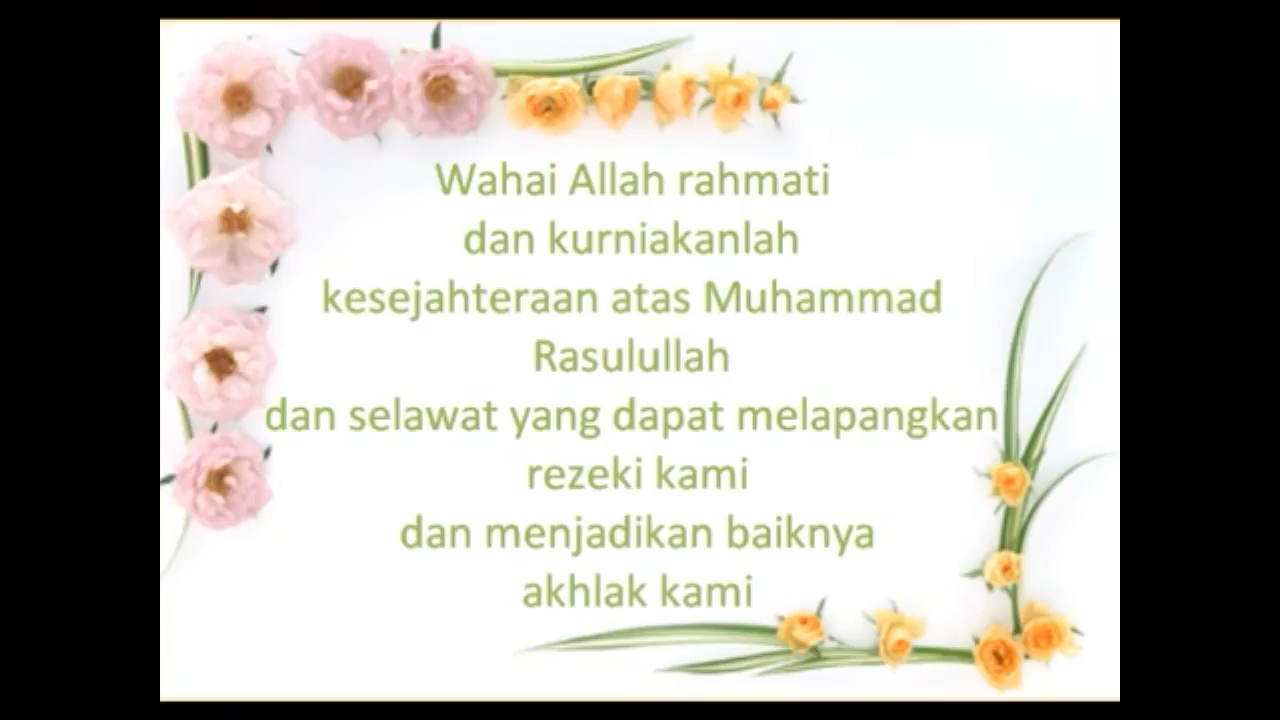 Wahai Allah rahmati
dan kurniakanlah
kesejahteraan atas Muhammad
Rasulullah
dan selawat yang dapat melapangkan
rezeki kami
dan menjadikan baiknya
akhlak kami